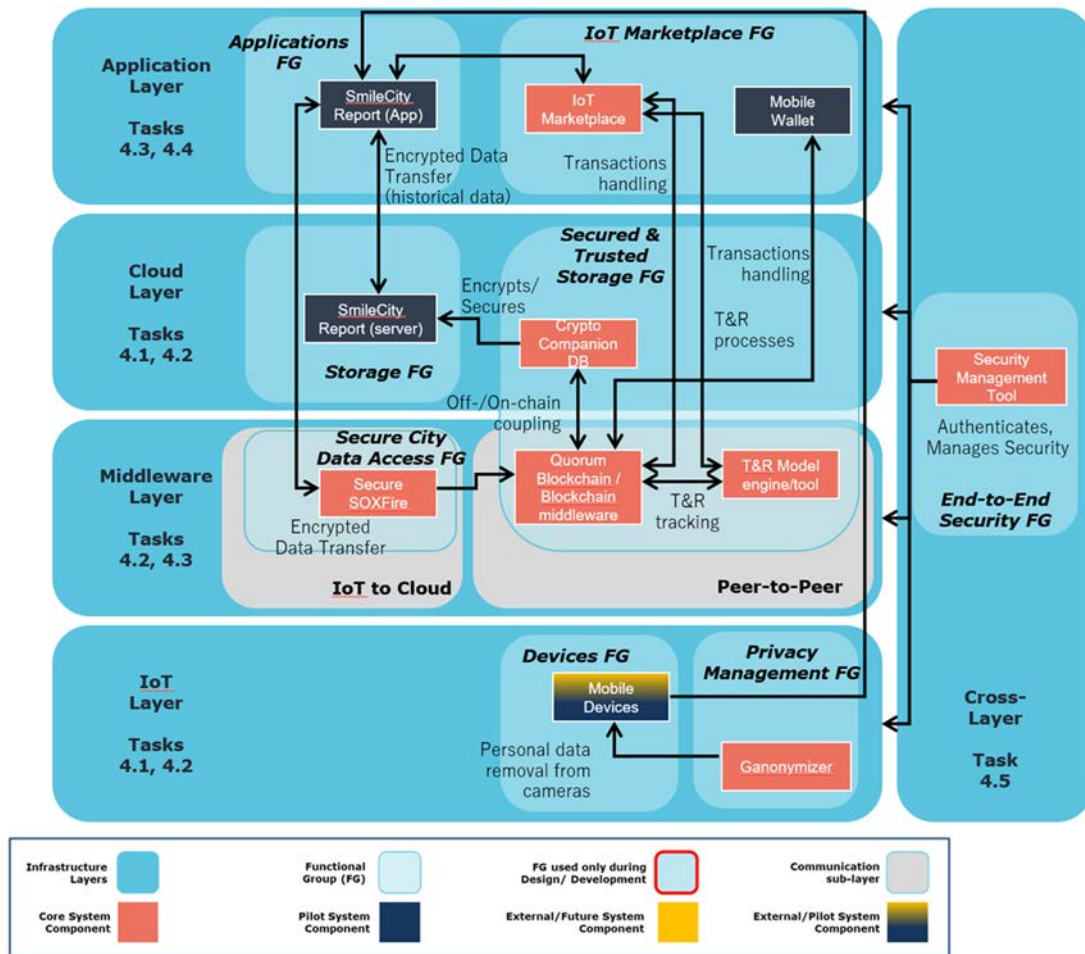 Application
Layer
Tasks
4.3, 4.4
Applications
FG
SmileCity
Report (App)
IoT Marketplace FG
IoT
Marketplace
Mobile
Wallet
Encrypted Data
Transfer
(historical data)
Transactions
handling
Cloud
Layer
Tasks
4.1, 4.2
SmileCity
Report (server)
Storage FG
Encrypts/
Secures
Secured &
Trusted
Storage FG
Crypto
Companion
DB
Transactions
handling
T&R
processes
Off-/On-chain
coupling
Middleware
Layer
Tasks
4.2, 4.3
Secure City
Data Access FG
Secure
SOXFire
Encrypted
Data Transfer
IoT to Cloud
Quorum
Blockchain /
Blockchain
middleware
T&R
tracking
T&R Model
engine/tool
Peer-to-Peer
IoT
Layer
Tasks
4.1, 4.2
Devices FG
Mobile
Devices
Personal data
removal from
cameras
Privacy
Management FG
Ganonymizer
Security
Management
Tool
Authenticates,
Manages Security
End-to-End
Security FG
Cross-
Layer
Task
4.5
Infrastructure
Layers
Functional
Group (FG)
FG used only during
Design/ Development
Communication
sub-layer
Core System
Component
Pilot System
Component
External/Future System
Component
External/Pilot System
Component